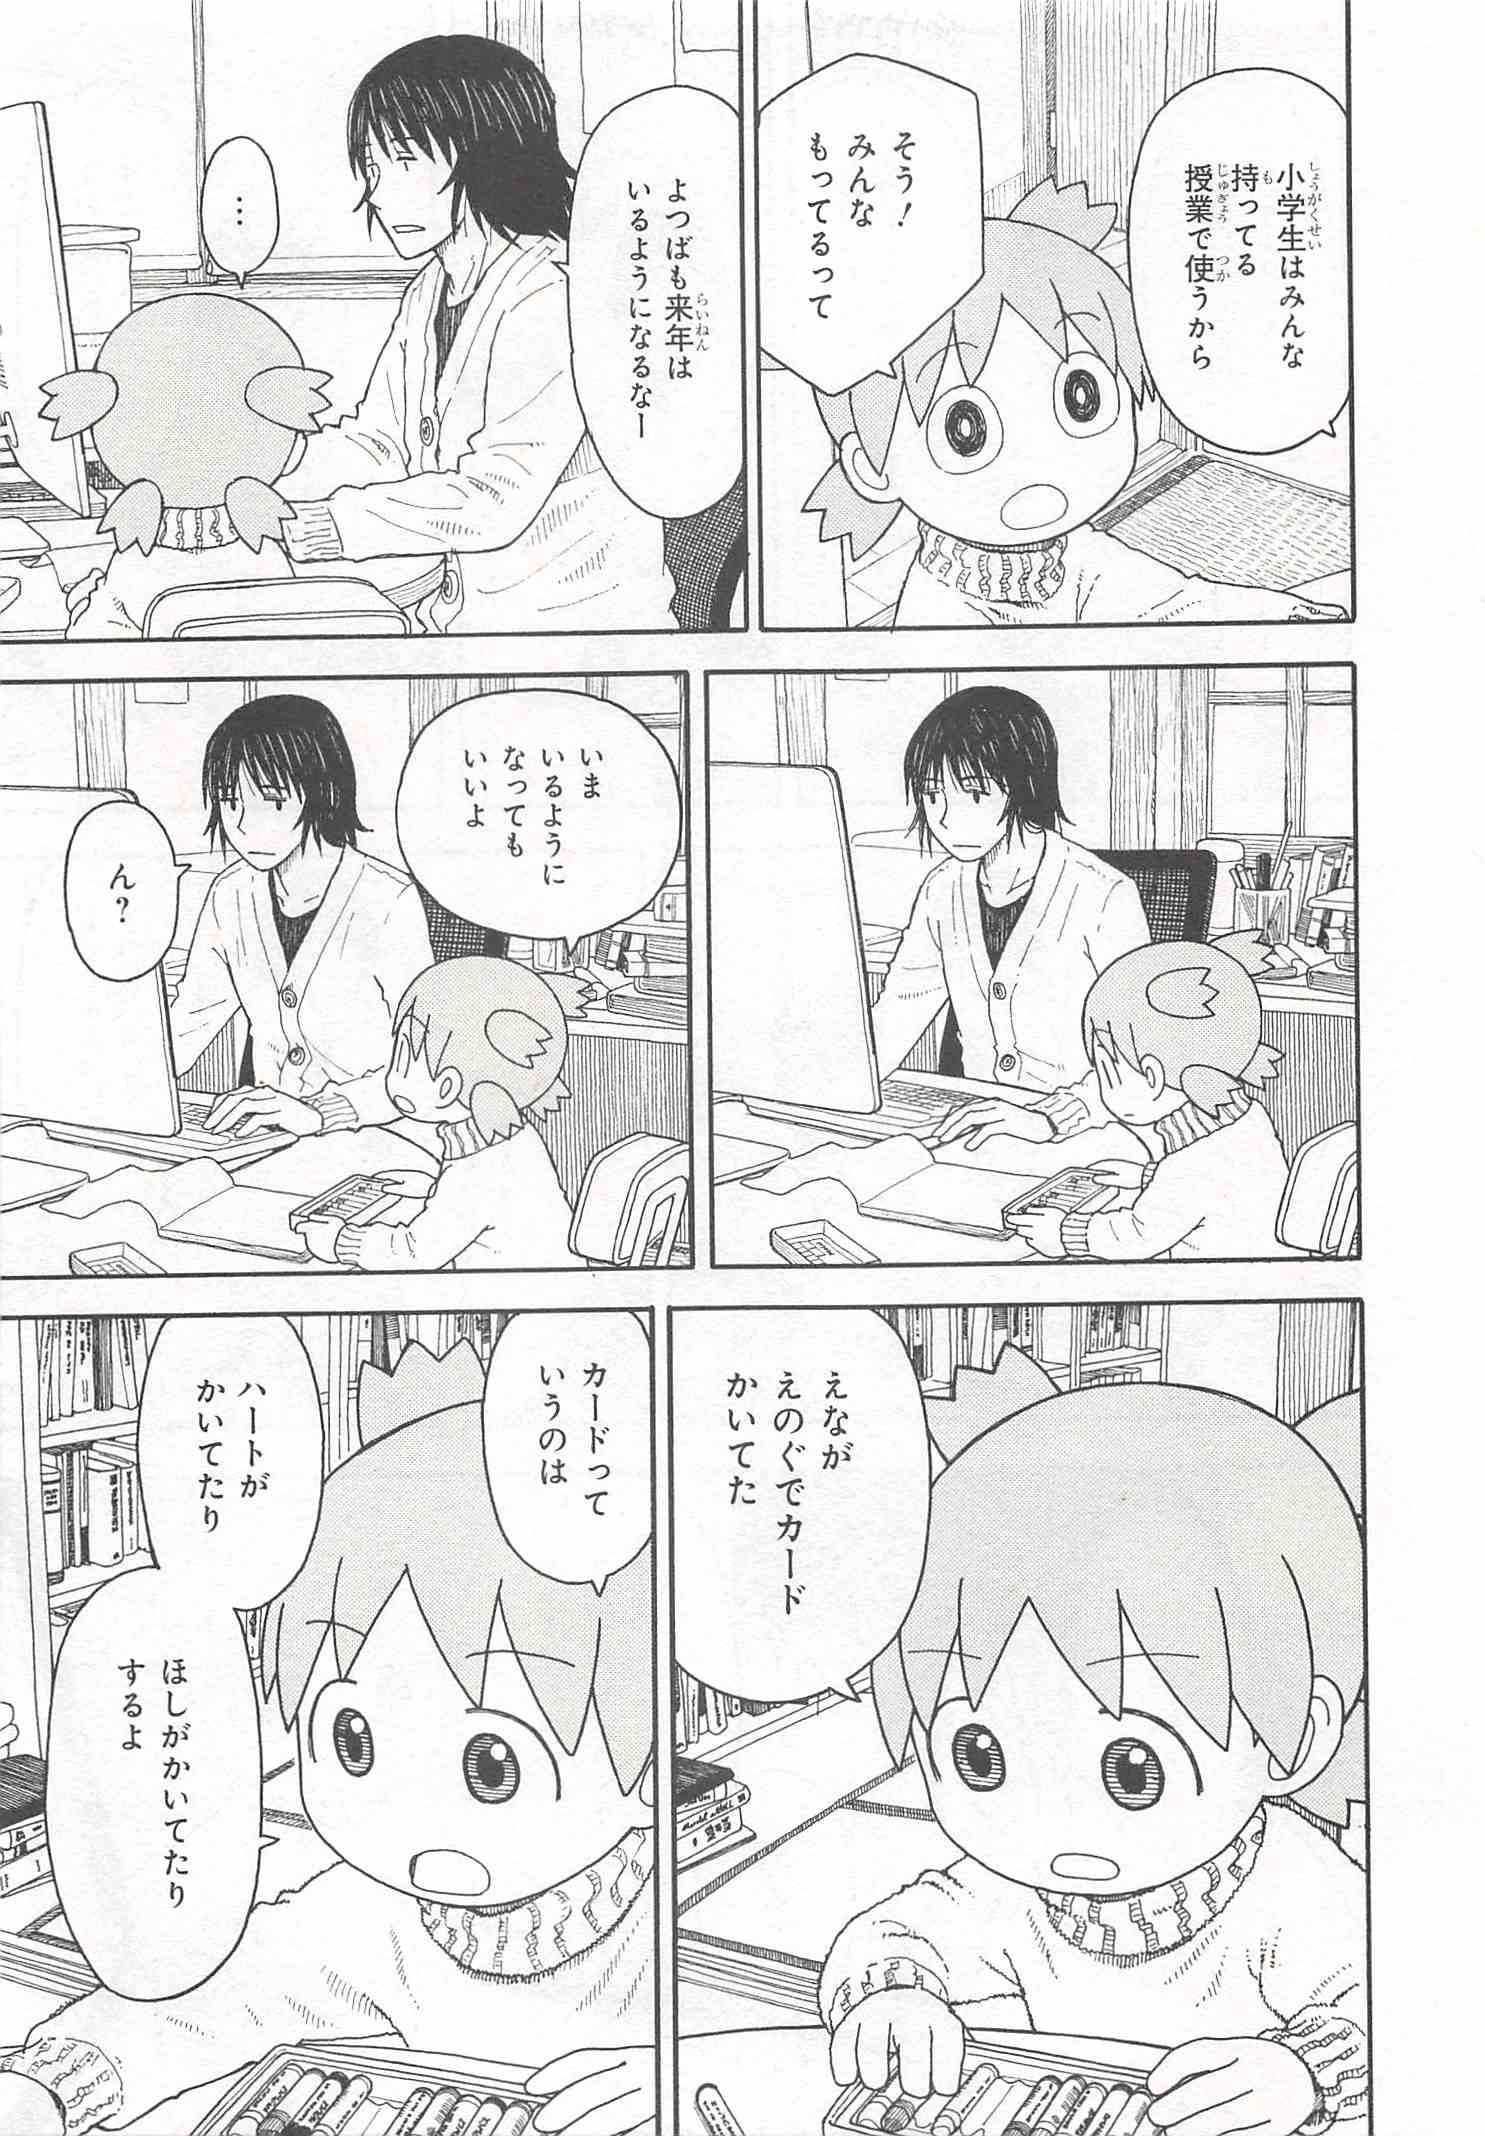 小学生はみんな
持ってる
授業で使うから
そう!
みんな
もってるって
よつばも来年は
いるようになるなー
…
いま
いるように
なっても
いいよ
ん?
えなが
えのぐでカード
かいてた
カードって
いうのは
ハートが
かいてたり
ほしがかいてたり
するよ